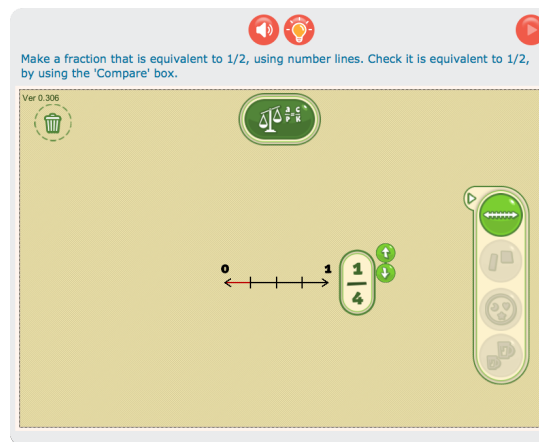 Make a fraction that is equivalent to 1/2, using number lines. Check it is equivalent to 1/2,
by using the 'Compare' box.
Ver 0.306
0
1
1
4